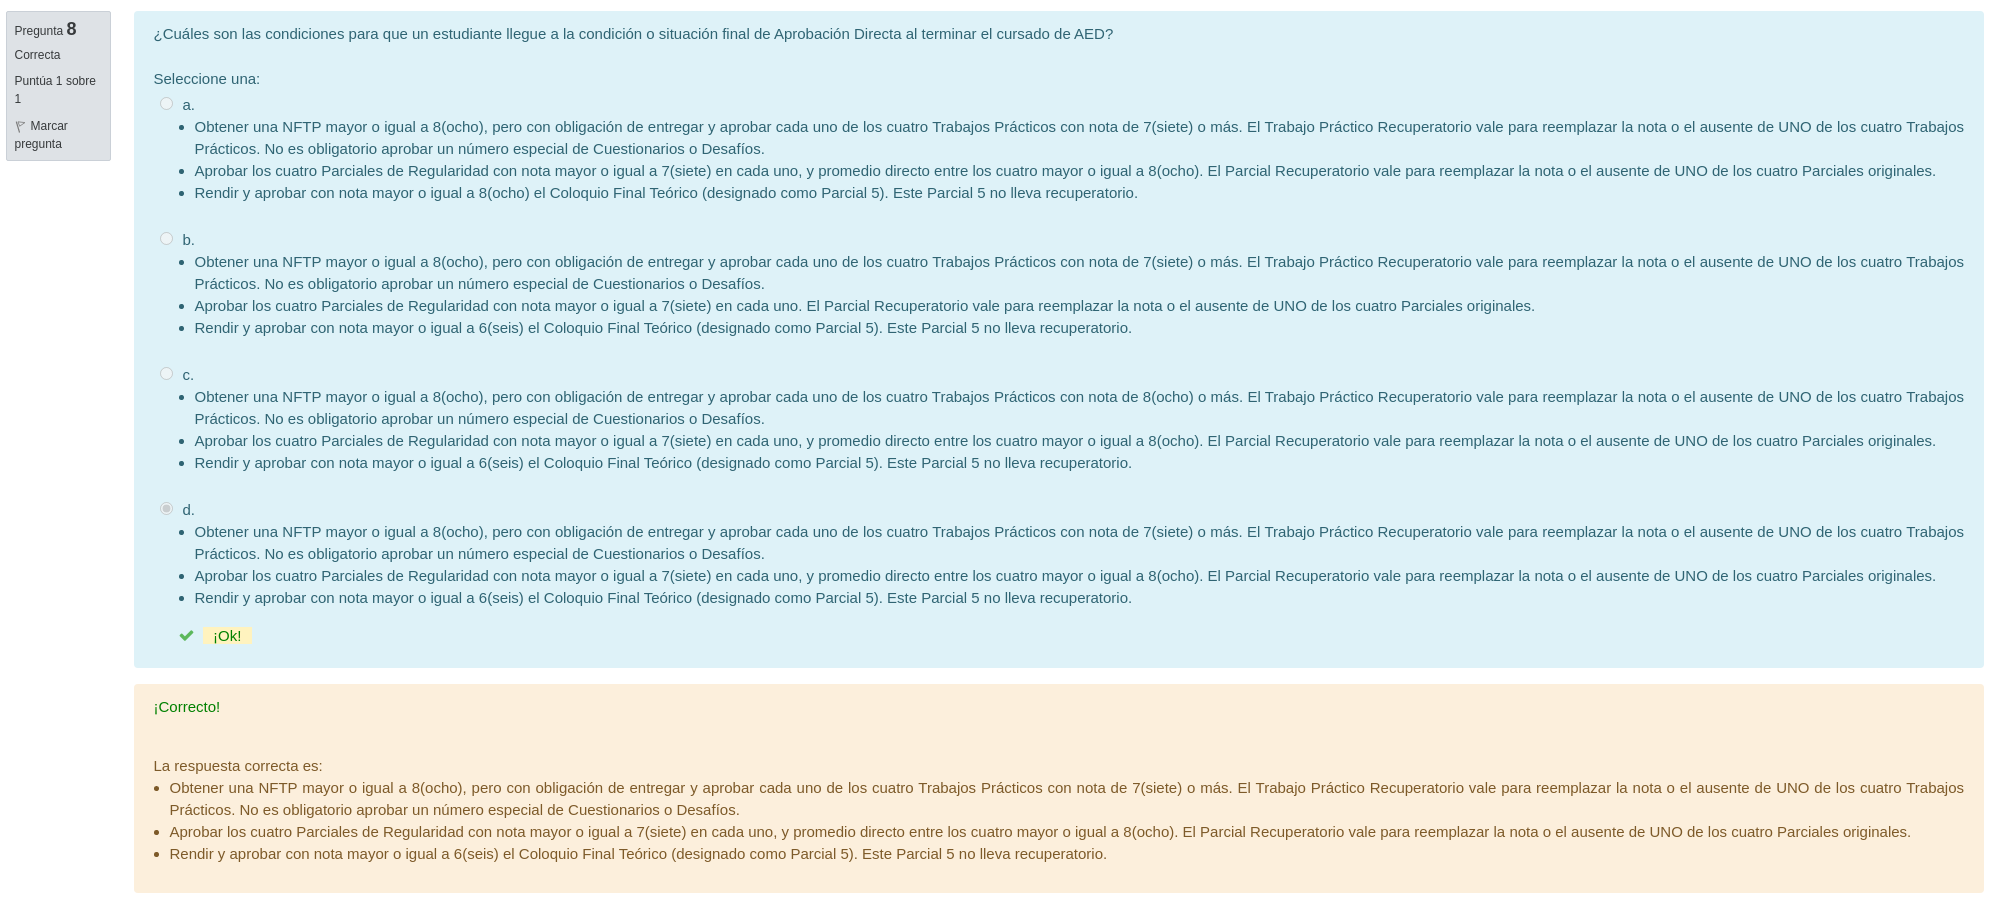 Pregunta 8
Correcta
Puntúa 1 sobre
1
Marcar
pregunta
¿Cuáles son las condiciones para que un estudiante llegue a la condición o situación final de Aprobación Directa al terminar el cursado de AED?
Seleccione una:
a.
• Obtener una NFTP mayor o igual a 8(ocho), pero con obligación de entregar y aprobar cada uno de los cuatro Trabajos Prácticos con nota de 7(siete) o más. El Trabajo Práctico Recuperatorio vale para reemplazar la nota o el ausente de UNO de los cuatro Trabajos
Prácticos. No es obligatorio aprobar un número especial de Cuestionarios o Desafíos.
• Aprobar los cuatro Parciales de Regularidad con nota mayor o igual a 7(siete) en cada uno, y promedio directo entre los cuatro mayor o igual a 8(ocho). El Parcial Recuperatorio vale para reemplazar la nota o el ausente de UNO de los cuatro Parciales originales.
• Rendir y aprobar con nota mayor o igual a 8(ocho) el Coloquio Final Teórico (designado como Parcial 5). Este Parcial 5 no lleva recuperatorio.
b.
• Obtener una NFTP mayor o igual a 8(ocho), pero con obligación de entregar y aprobar cada uno de los cuatro Trabajos Prácticos con nota de 7(siete) o más. El Trabajo Práctico Recuperatorio vale para reemplazar la nota o el ausente de UNO de los cuatro Trabajos
Prácticos. No es obligatorio aprobar un número especial de Cuestionarios o Desafíos.
• Aprobar los cuatro Parciales de Regularidad con nota mayor o igual a 7(siete) en cada uno. El Parcial Recuperatorio vale para reemplazar la nota o el ausente de UNO de los cuatro Parciales originales.
• Rendir y aprobar con nota mayor o igual a 6(seis) el Coloquio Final Teórico (designado como Parcial 5). Este Parcial 5 no lleva recuperatorio.
c.
• Obtener una NFTP mayor o igual a 8(ocho), pero con obligación de entregar y aprobar cada uno de los cuatro Trabajos Prácticos con nota de 8(ocho) o más. El Trabajo Práctico Recuperatorio vale para reemplazar la nota o el ausente de UNO de los cuatro Trabajos
Prácticos. No es obligatorio aprobar un número especial de Cuestionarios o Desafíos.
• Aprobar los cuatro Parciales de Regularidad con nota mayor o igual a 7(siete) en cada uno, y promedio directo entre los cuatro mayor o igual a 8(ocho). El Parcial Recuperatorio vale para reemplazar la nota o el ausente de UNO de los cuatro Parciales originales.
• Rendir y aprobar con nota mayor o igual a 6(seis) el Coloquio Final Teórico (designado como Parcial 5). Este Parcial 5 no lleva recuperatorio.
d.
• Obtener una NFTP mayor o igual a 8(ocho), pero con obligación de entregar y aprobar cada uno de los cuatro Trabajos Prácticos con nota de 7(siete) o más. El Trabajo Práctico Recuperatorio vale para reemplazar la nota o el ausente de UNO de los cuatro Trabajos
Prácticos. No es obligatorio aprobar un número especial de Cuestionarios o Desafíos.
• Aprobar los cuatro Parciales de Regularidad con nota mayor o igual a 7(siete) en cada uno, y promedio directo entre los cuatro mayor o igual a 8(ocho). El Parcial Recuperatorio vale para reemplazar la nota o el ausente de UNO de los cuatro Parciales originales.
• Rendir y aprobar con nota mayor o igual a 6(seis) el Coloquio Final Teórico (designado como Parcial 5). Este Parcial 5 no lleva recuperatorio.
¡Ok!
¡Correcto!
La respuesta correcta es:
• Obtener una NFTP mayor o igual a 8(ocho), pero con obligación de entregar y aprobar cada uno de los cuatro Trabajos Prácticos con nota de 7(siete) o más. El Trabajo Práctico Recuperatorio vale para reemplazar la nota o el ausente de UNO de los cuatro Trabajos
Prácticos. No es obligatorio aprobar un número especial de Cuestionarios o Desafíos.
• Aprobar los cuatro Parciales de Regularidad con nota mayor o igual a 7(siete) en cada uno, y promedio directo entre los cuatro mayor o igual a 8(ocho). El Parcial Recuperatorio vale para reemplazar la nota o el ausente de UNO de los cuatro Parciales originales.
• Rendir y aprobar con nota mayor o igual a 6(seis) el Coloquio Final Teórico (designado como Parcial 5). Este Parcial 5 no lleva recuperatorio.